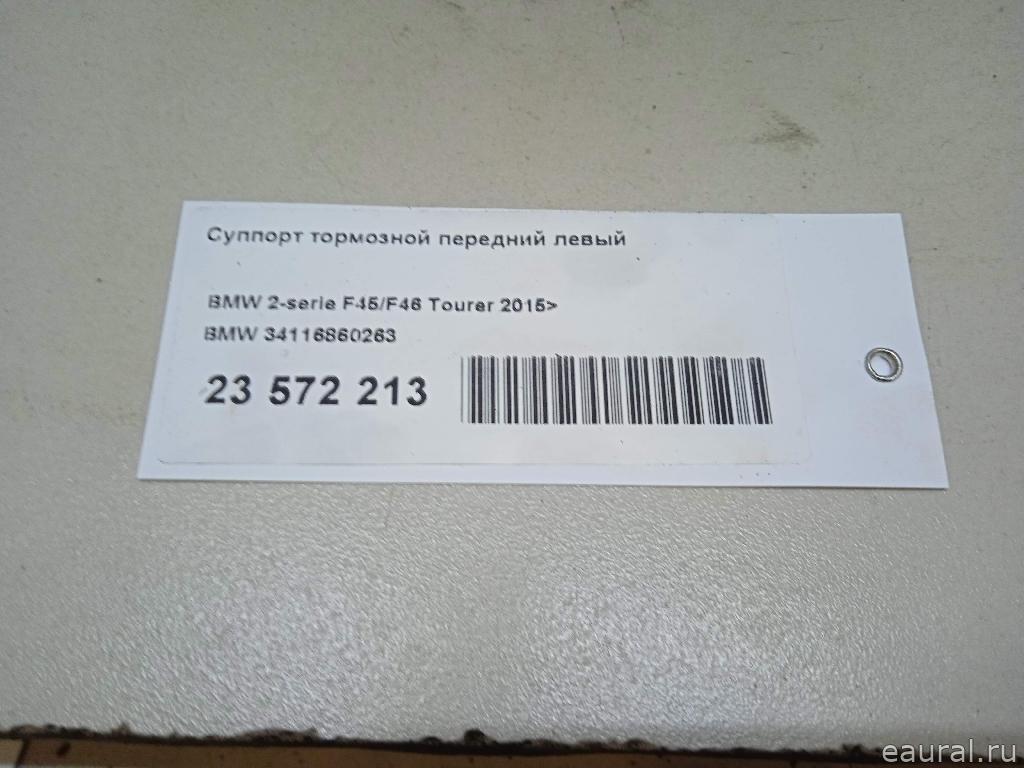 Суппорт тормозной передний левый
BMW 2-serie F45/F46 Tourer 2015>
BMW 34116860263
23 572 213
eaural.ru